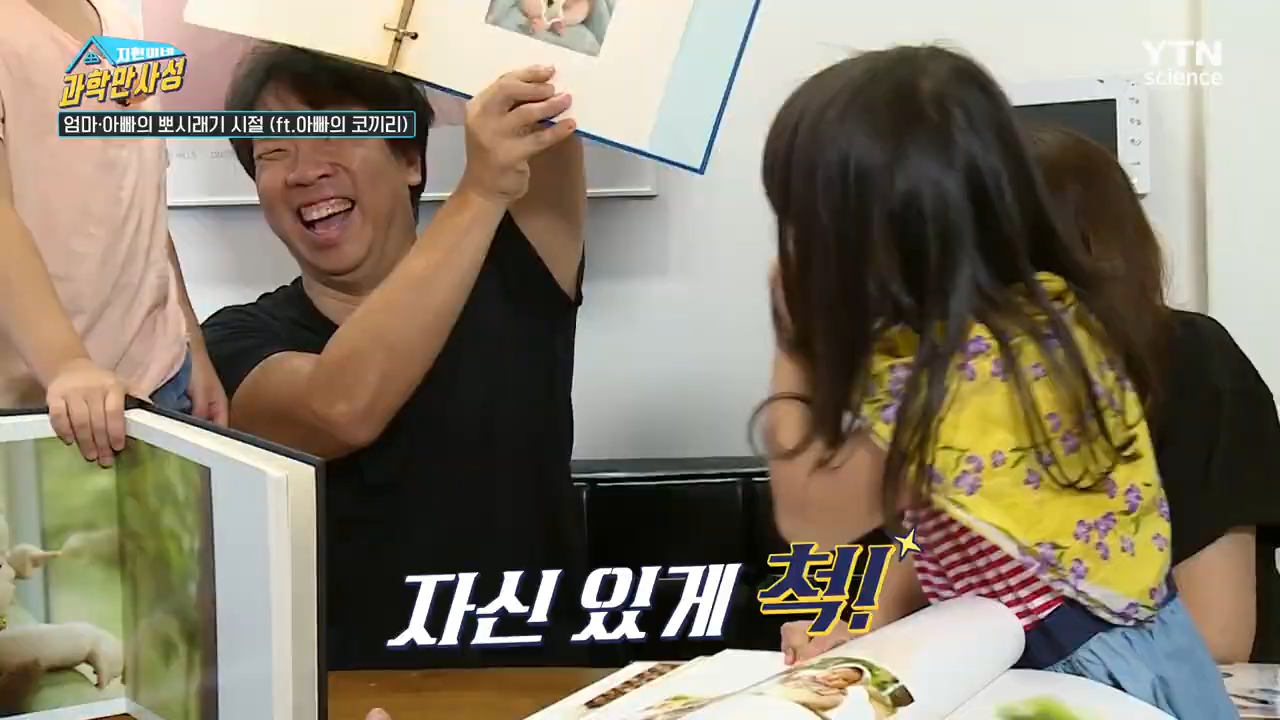 지현이네
과학만사성
YTN
science
엄마·아빠의 뽀시래기 시절 (ft.아빠의 코끼리)
자신 있게 척!